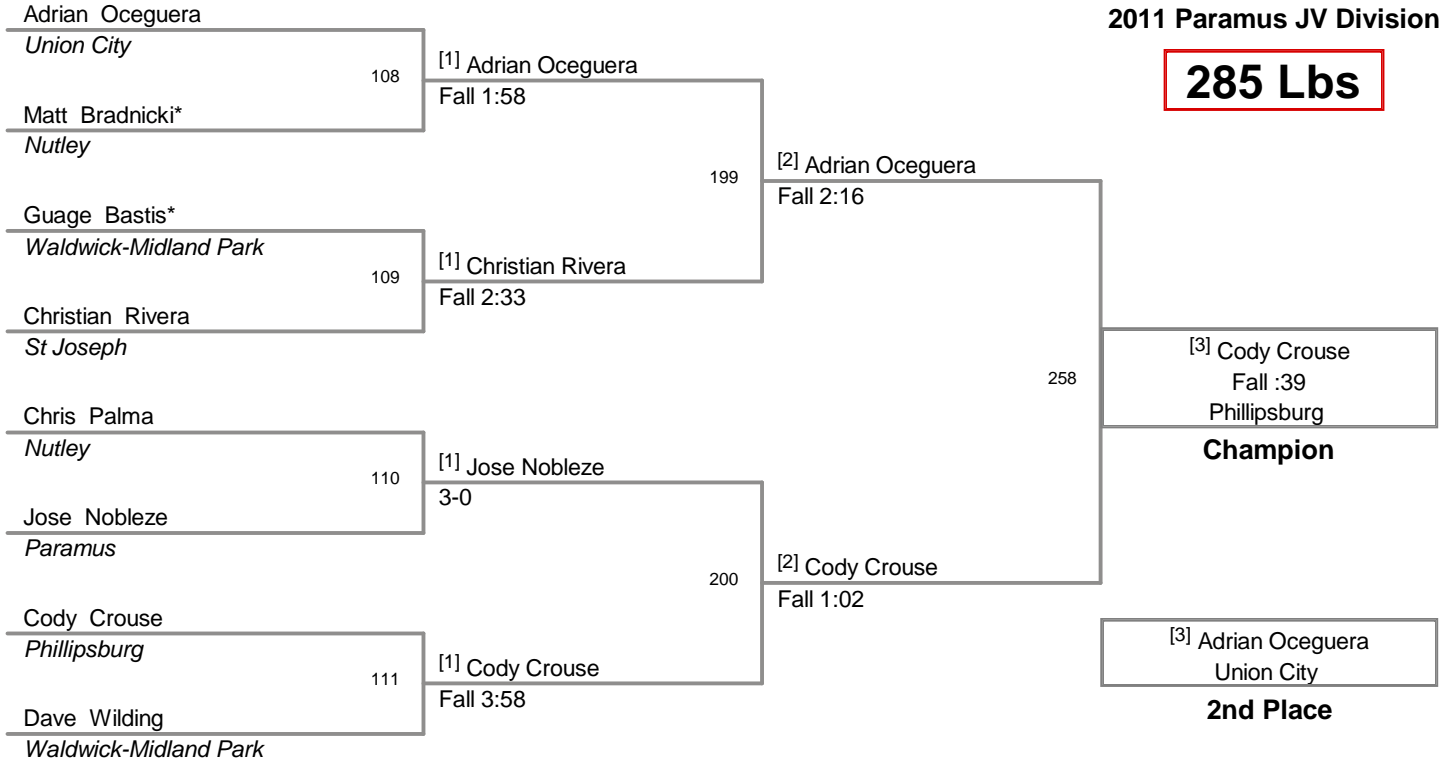 Adrian Oceguera
Union City
108
Matt Bradnicki*
Nutley
[1] Adrian Oceguera
Fall 1:58
Guage Bastis*
Waldwick-Midland Park
109
Christian Rivera
St Joseph
[1] Christian Rivera
Fall 2:33
199
[2] Adrian Oceguera
Fall 2:16
Chris Palma
Nutley
110
Jose Nobleze
Paramus
[1] Jose Nobleze
3-0
Cody Crouse
Phillipsburg
111
Dave Wilding
Waldwick-Midland Park
[1] Cody Crouse
Fall 3:58
200
[2] Cody Crouse
Fall 1:02
258
2011 Paramus JV Division
285 Lbs
[3] Cody Crouse
Fall :39
Phillipsburg
Champion
[3] Adrian Oceguera
Union City
2nd Place